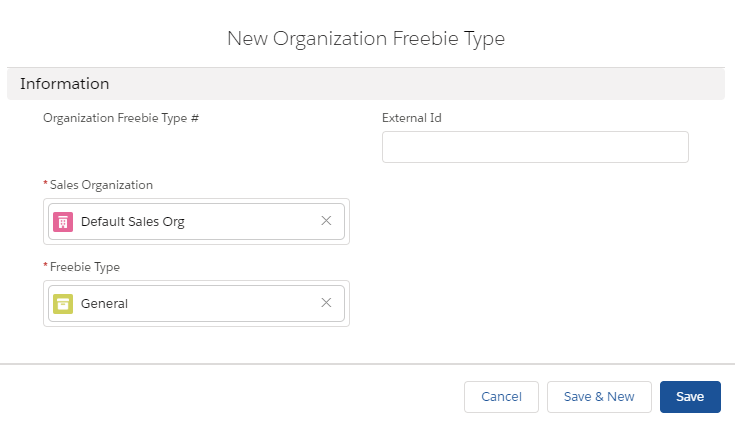 New Organization Freebie Type
Information
Organization Freebie Type #
External Id
* Sales Organization
Default Sales Org
* Freebie Type
General
Cancel
Save & New
Save